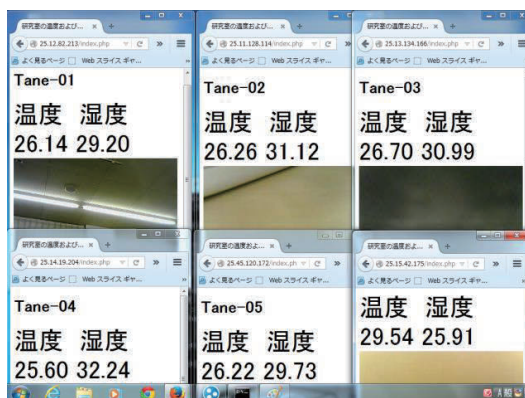 研究室の温度および...
25.12.82.213/index.php
よく見るページ Web スライス ギャ...
Tane-01
温度 湿度
26.14 29.20
研究室の温度および...
25.11.128.114/index.php
よく見るページ Web スライス ギャ...
Tane-02
温度 湿度
26.26 31.12
研究室の温度および...
25.13.134.166/index.php
よく見るページ Web スライス ギャ...
Tane-03
温度 湿度
26.70 30.99
研究室の温度および...
25.14.19.204/index.php
よく見るページ Web スライス ギャ...
Tane-04
温度 湿度
25.60 32.24
研究室の温度および...
25.45.120.172/index.ph
よく見るページ Web スライス ギャ...
Tane-05
温度 湿度
26.22 29.73
研究室の温度および...
25.15.42.175/index.php
よく見るページ Web スライス ギャ...
温度 湿度
29.54 25.91